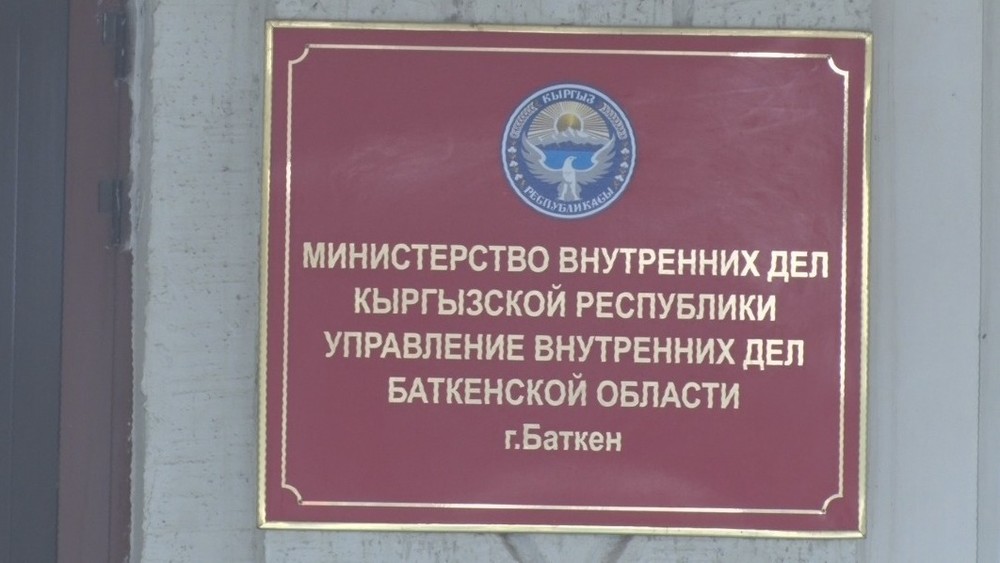 КЫРГЫЗ
РЕСПУБЛИКАСЫ
МИНИСТЕРСТВО ВНУТРЕННИХ ДЕЛ
КЫРГЫЗСКОЙ РЕСПУБЛИКИ
УПРАВЛЕНИЕ ВНУТРЕННИХ ДЕЛ
БАТКЕНСКОЙ ОБЛАСТИ
г.Баткен